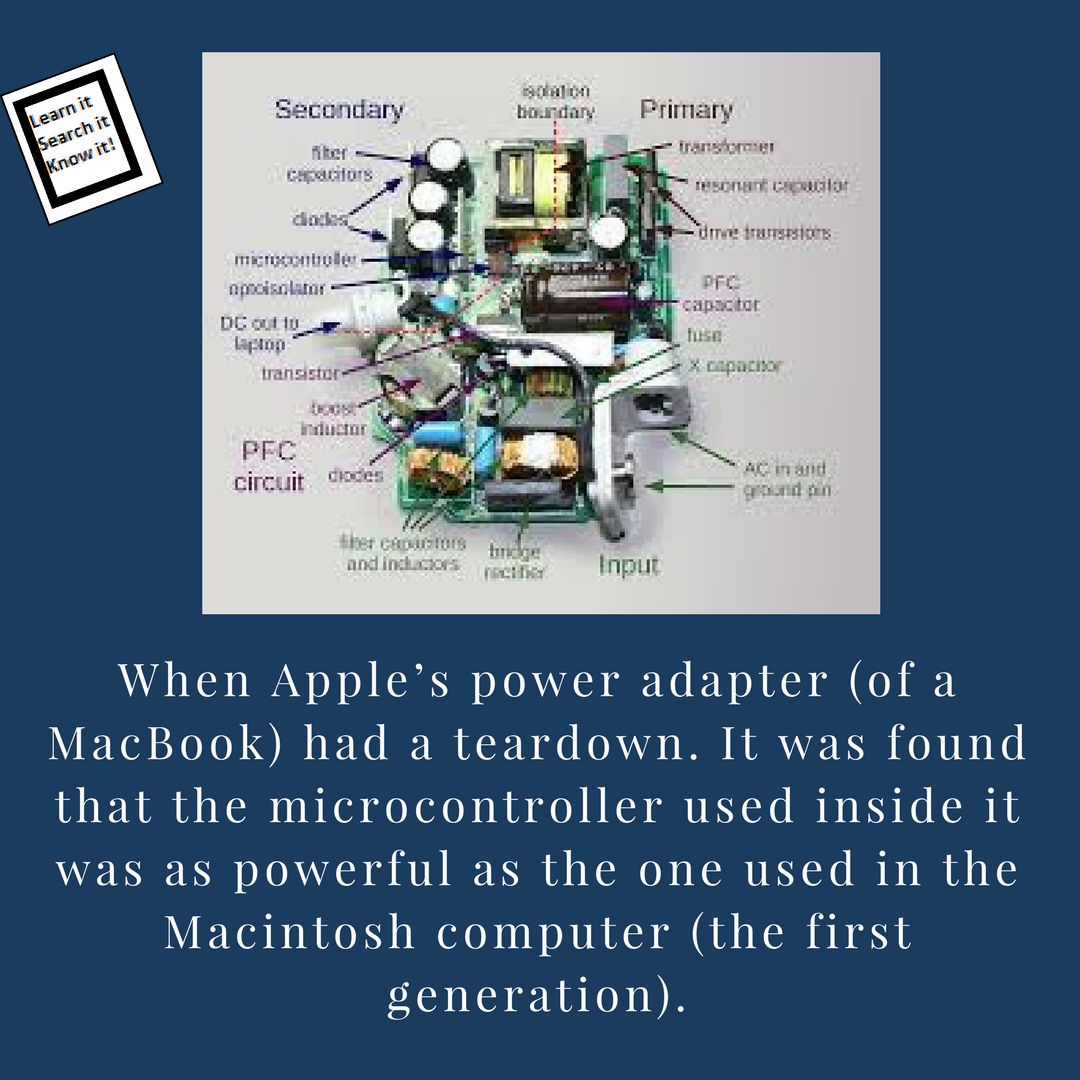 Learn it
Search it
Know it!
Secondary
isolation
boundary
Primary
filter
capacitors
transformer
resonant capacitor
diodes
drive transistors
microcontroller
optoisolator
PFC
capacitor
DC out to
laptop
fuse
transistor
X capacitor
boost
inductor
PFC
circuit
diodes
AC in and
ground pin
filter capacitors
and inductors
bridge
rectifier
Input
When Apple’s power adapter (of a
MacBook) had a teardown. It was found
that the microcontroller used inside it
was as powerful as the one used in the
Macintosh computer (the first
generation).